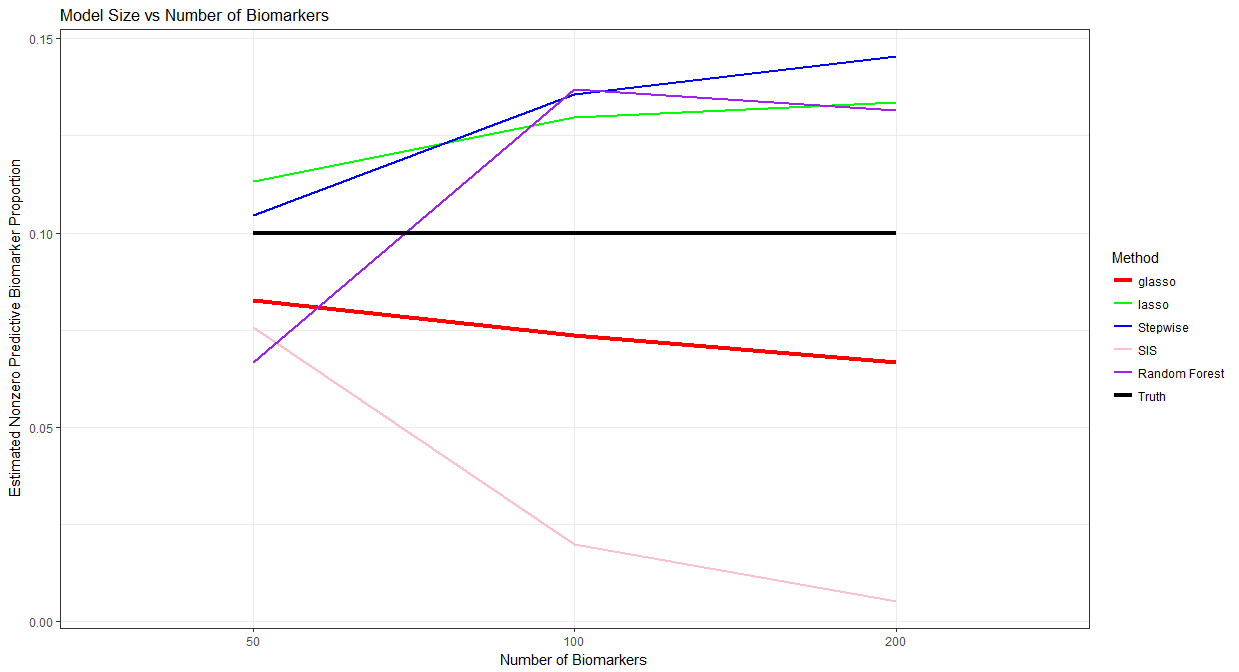 Model Size vs Number of Biomarkers
Estimated Nonzero Predictive Biomarker Proportion
0.15
0.10
0.05
0.00
50
100
200
Number of Biomarkers
Method
glasso
lasso
Stepwise
SIS
Random Forest
Truth